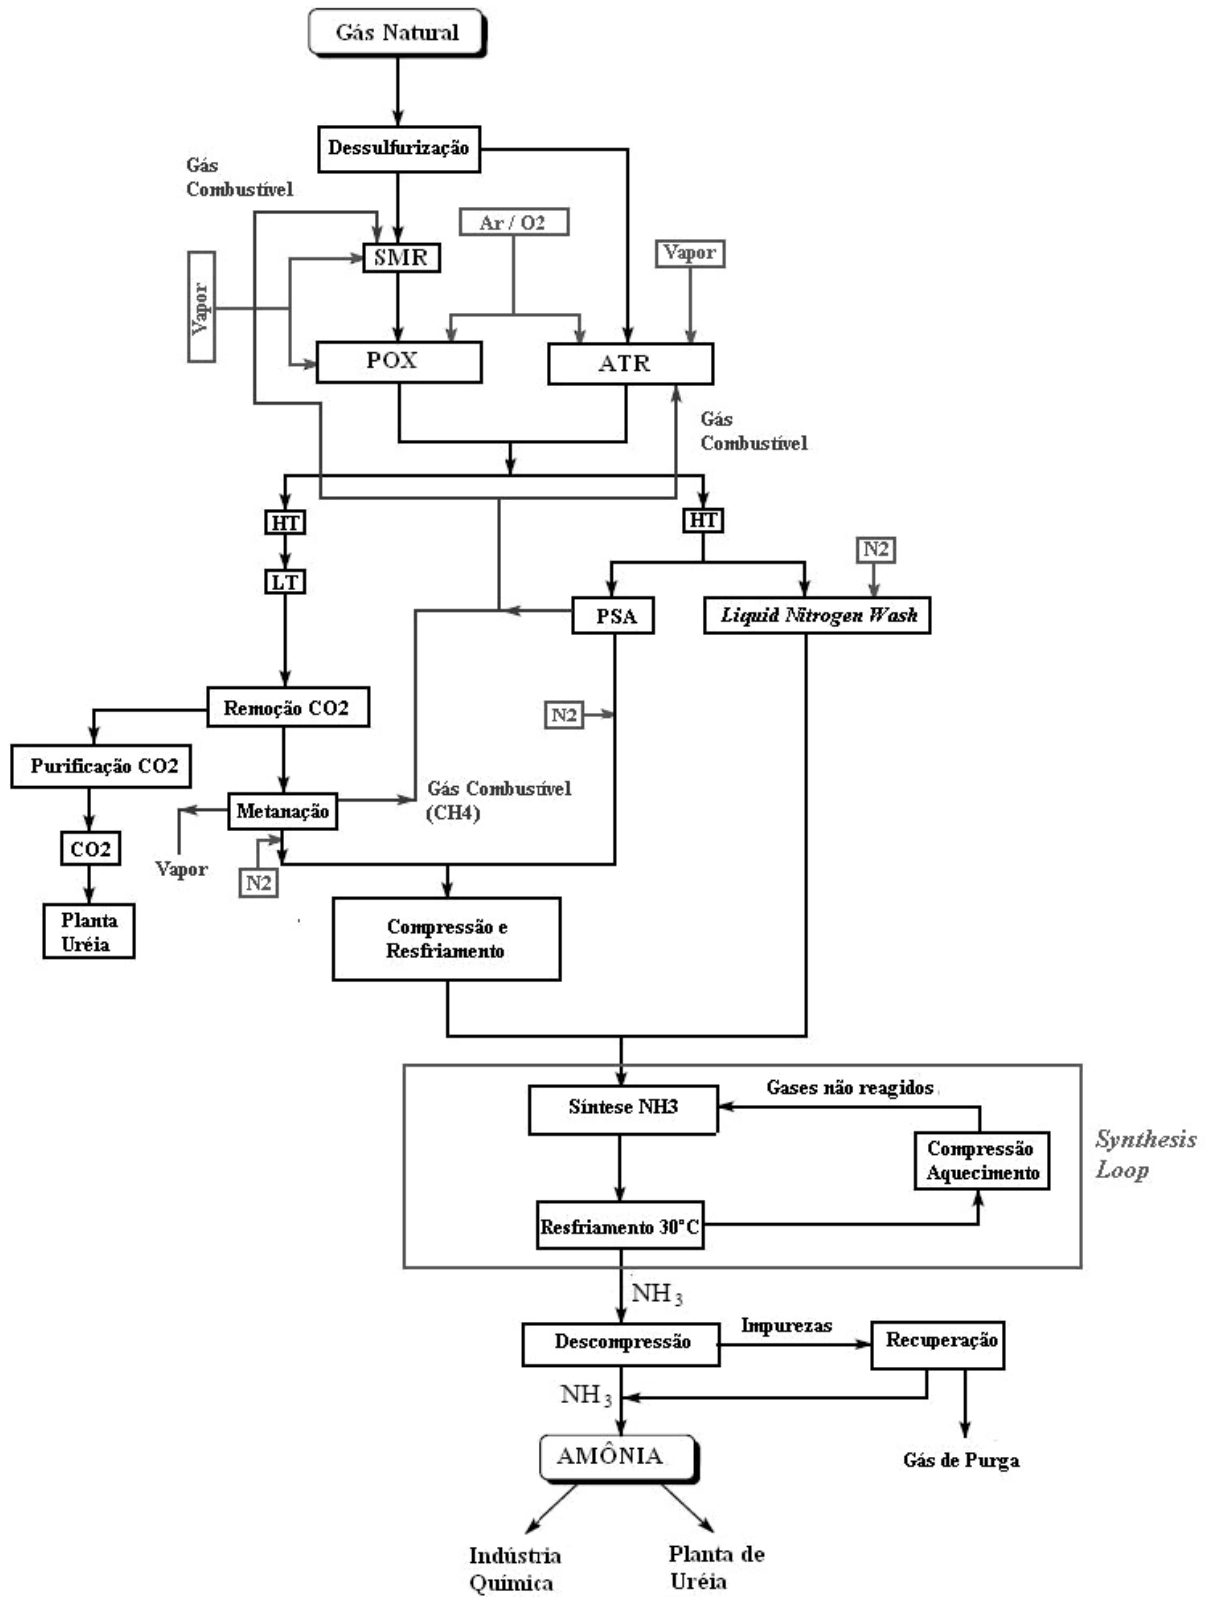 Gás Natural
Dessulfurização
Gás
Combustível
Ar / O2
SMR
Vapor
Vapor
POX
ATR
Gás
Combustível
HT
HT
N2
LT
PSA
Liquid Nitrogen Wash
Remoção CO2
N2
Purificação CO2
Gás Combustível
(CH4)
Metanação
CO2
Vapor
N2
Planta
Uréia
Compressão e
Resfriamento
Gases não reagidos
Síntese NH3
Compressão
Aquecimento
Synthesis
Loop
Resfriamento 30°C
NH3
Descompressão
Impurezas
Recuperação
NH3
AMÔNIA
Gás de Purga
Indústria
Química
Planta de
Uréia